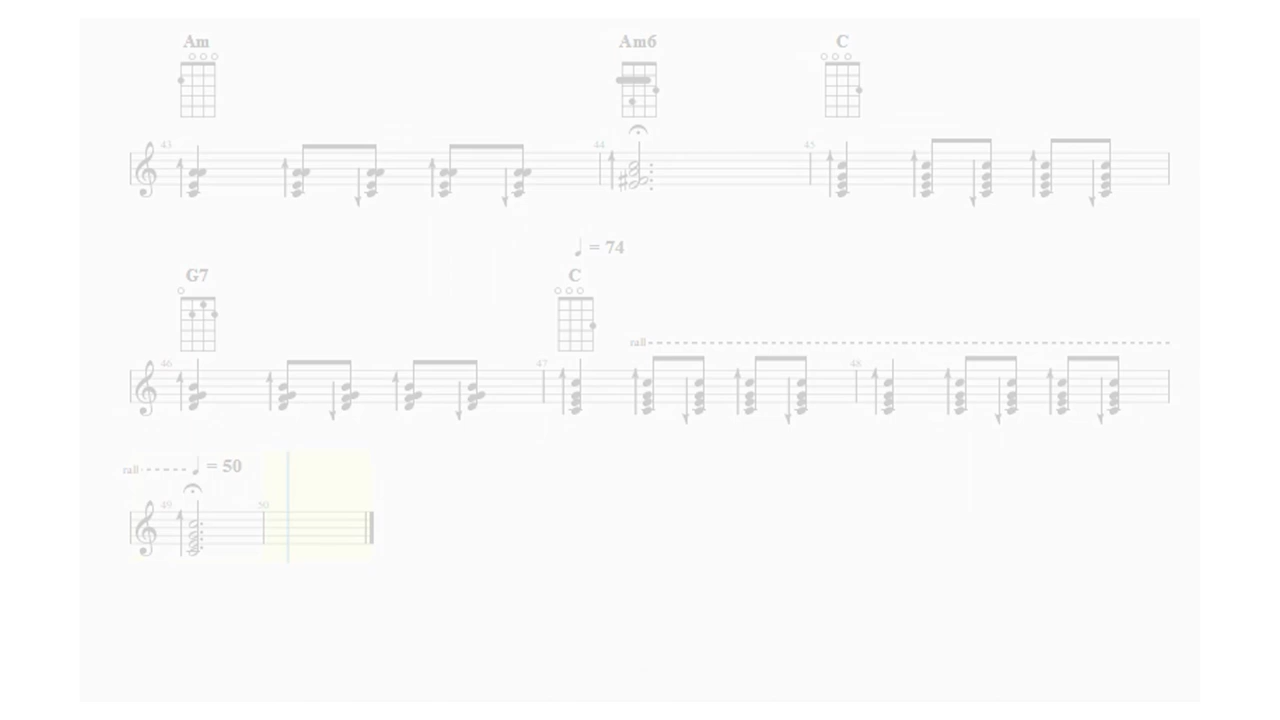 Am Am6 C
43 44 45
= 74
G7 C
rall
46 47 48
rall = 50
49 50